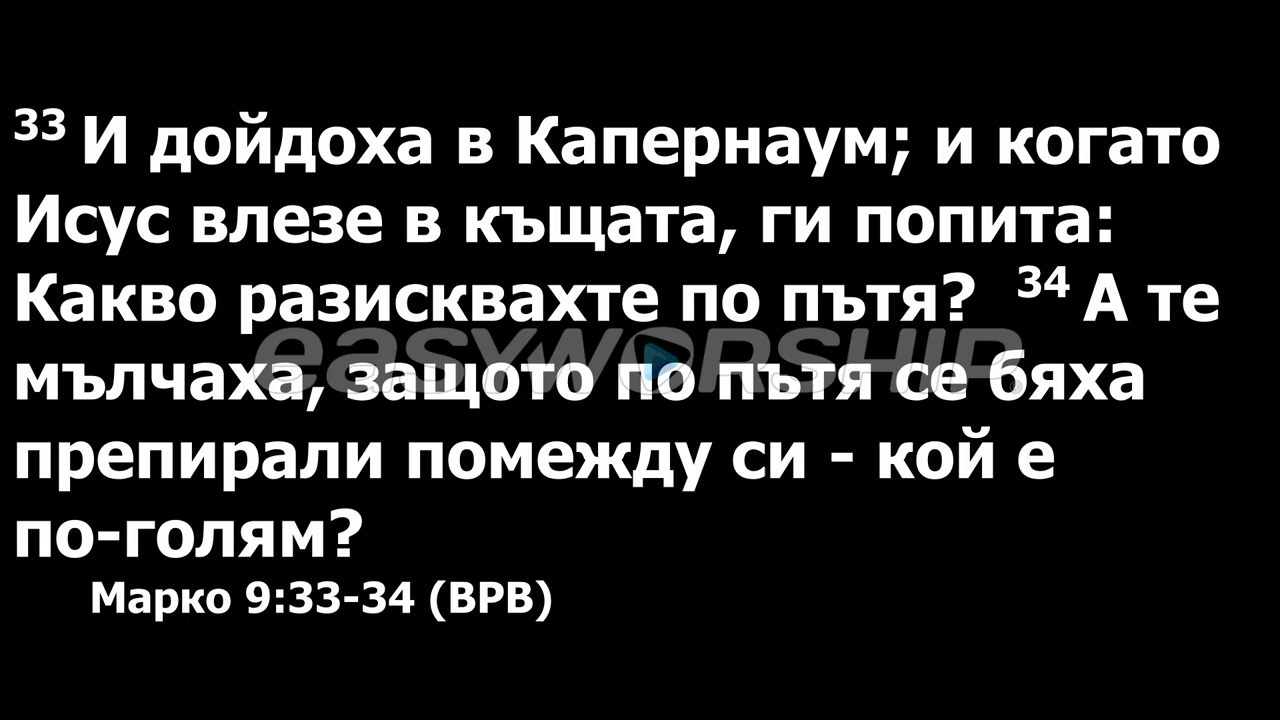 33 И дойдоха в Капернаум; и когато
Исус влезе в къщата, ги попита:
Какво разисквахте по пътя? 34 А те
мълчаха, защото по пътя се бяха
препирали помежду си - кой е
по-голям?
Марко 9:33-34 (ВРВ)
easyworship